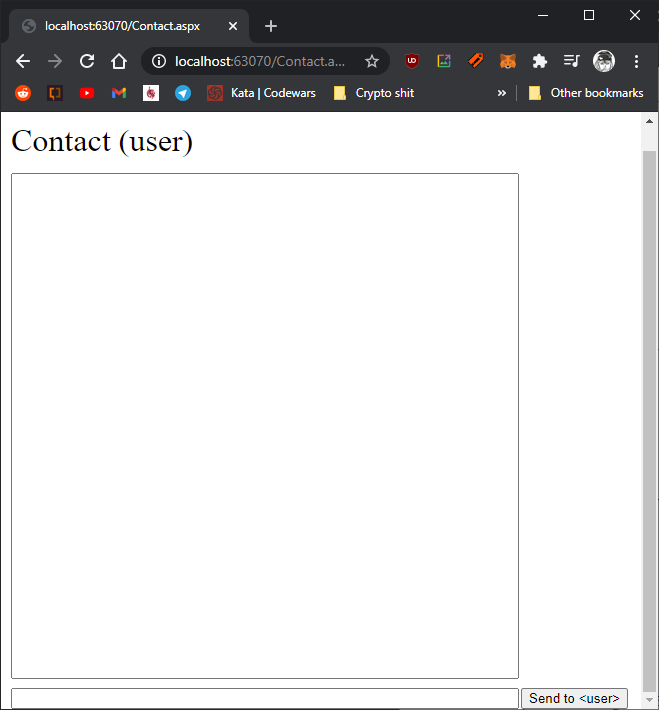 localhost:63070/Contact.aspx
localhost:63070/Contact.a...
Kata | Codewars Crypto shit » Other bookmarks
Contact (user)
Send to <user>